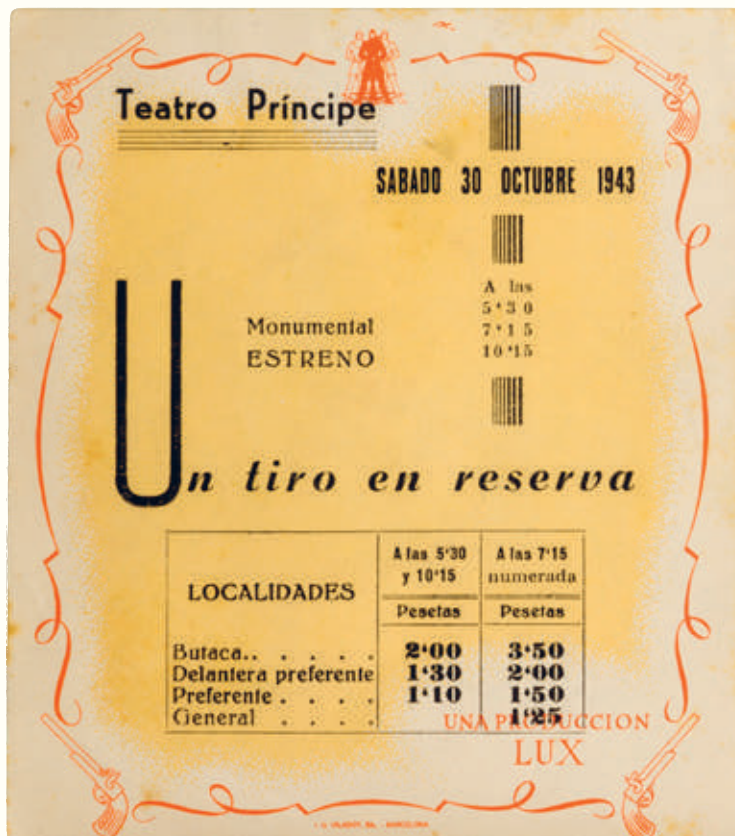 Teatro Príncipe
SABADO 30 OCTUBRE 1943
Monumental
ESTRENO
A las
5'30
7'15
10'15
Un tiro en reserva
LOCALIDADES
A las 5'30
y 10'15
A las 7'15
numerada
Pesetas Pesetas
Butaca.. . . . . . 2'00 3'50
Delantera preferente 1'30 2'00
Preferente . . . . 1'10 1'50
General . . . . 1'25
UNA PRODUCCION
LUX
BARCELONA